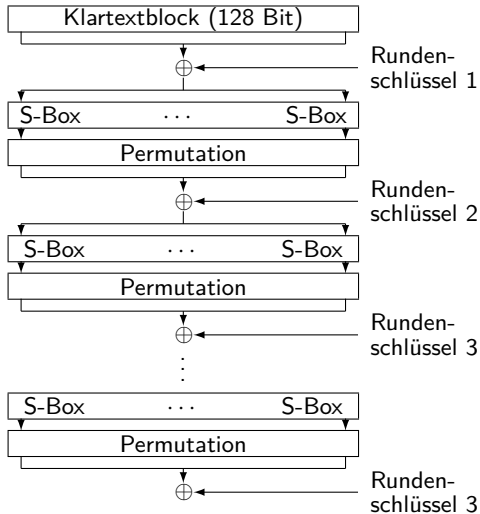 Klartextblock (128 Bit)
Runden-
schlüssel 1
S-Box ··· S-Box
Permutation
Runden-
schlüssel 2
S-Box ··· S-Box
Permutation
Runden-
schlüssel 3
S-Box ··· S-Box
Permutation
Runden-
schlüssel 3